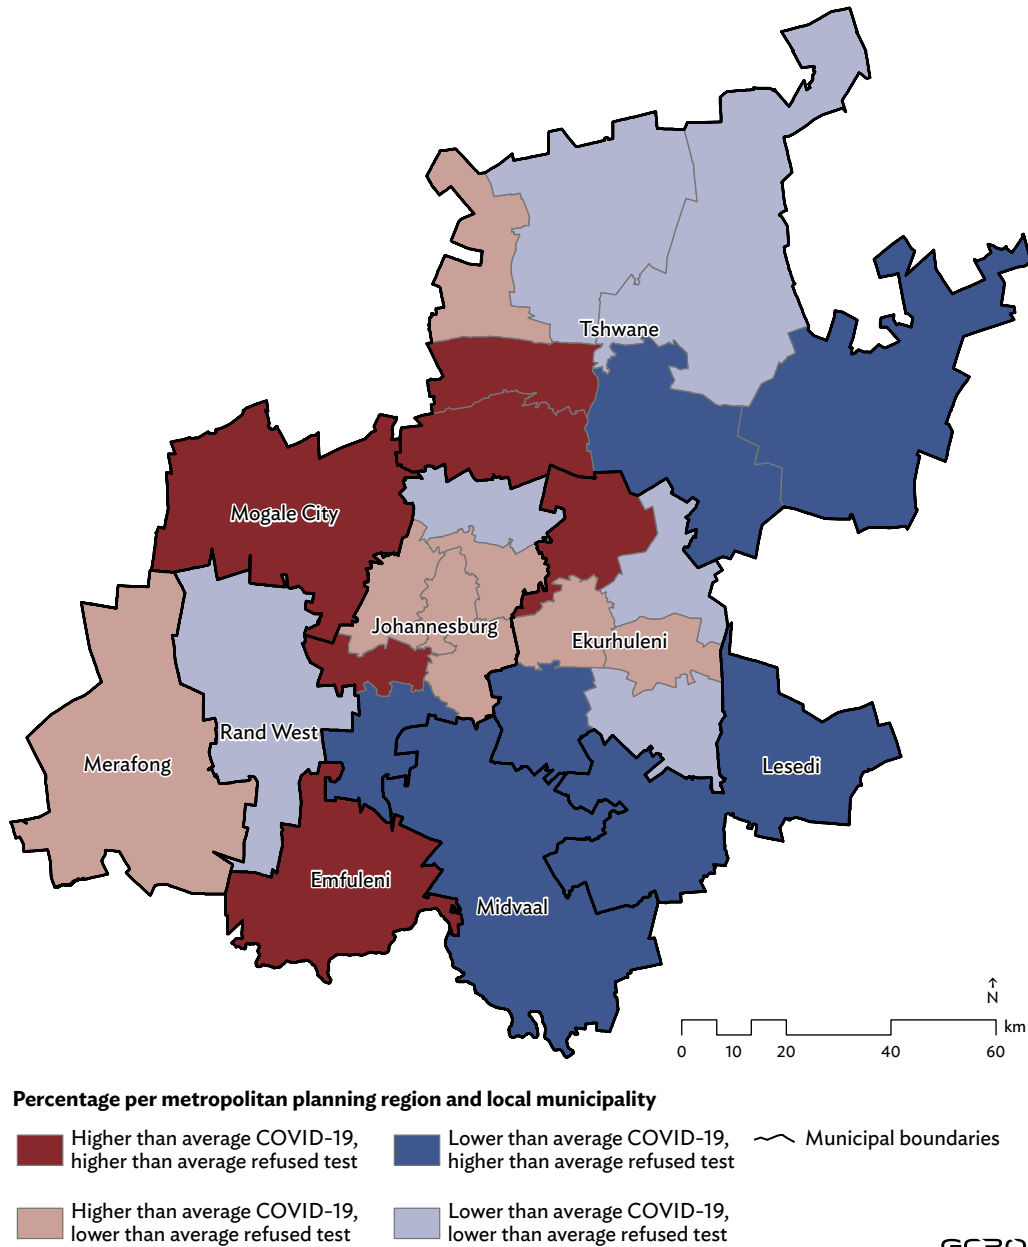 Tshwane
Mogale City
Johannesburg
Ekurhuleni
Rand West
Merafong
Lesedi
Emfuleni
Midvaal
↑
N
km
0 10 20 40 60
Percentage per metropolitan planning region and local municipality
Higher than average COVID-19,
higher than average refused test
Lower than average COVID-19,
higher than average refused test
Municipal boundaries
Higher than average COVID-19,
lower than average refused test
Lower than average COVID-19,
lower than average refused test